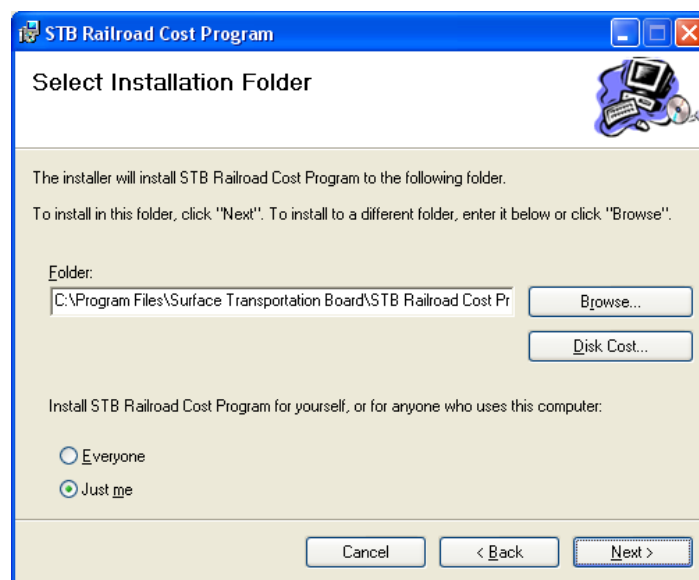 STB Railroad Cost Program
Select Installation Folder
The installer will install STB Railroad Cost Program to the following folder.
To install in this folder, click "Next". To install to a different folder, enter it below or click "Browse".
Folder:
C:\Program Files\Surface Transportation Board\STB Railroad Cost Pr
Browse...
Disk Cost...
Install STB Railroad Cost Program for yourself, or for anyone who uses this computer:
Everyone
Just me
Cancel
< Back
Next >